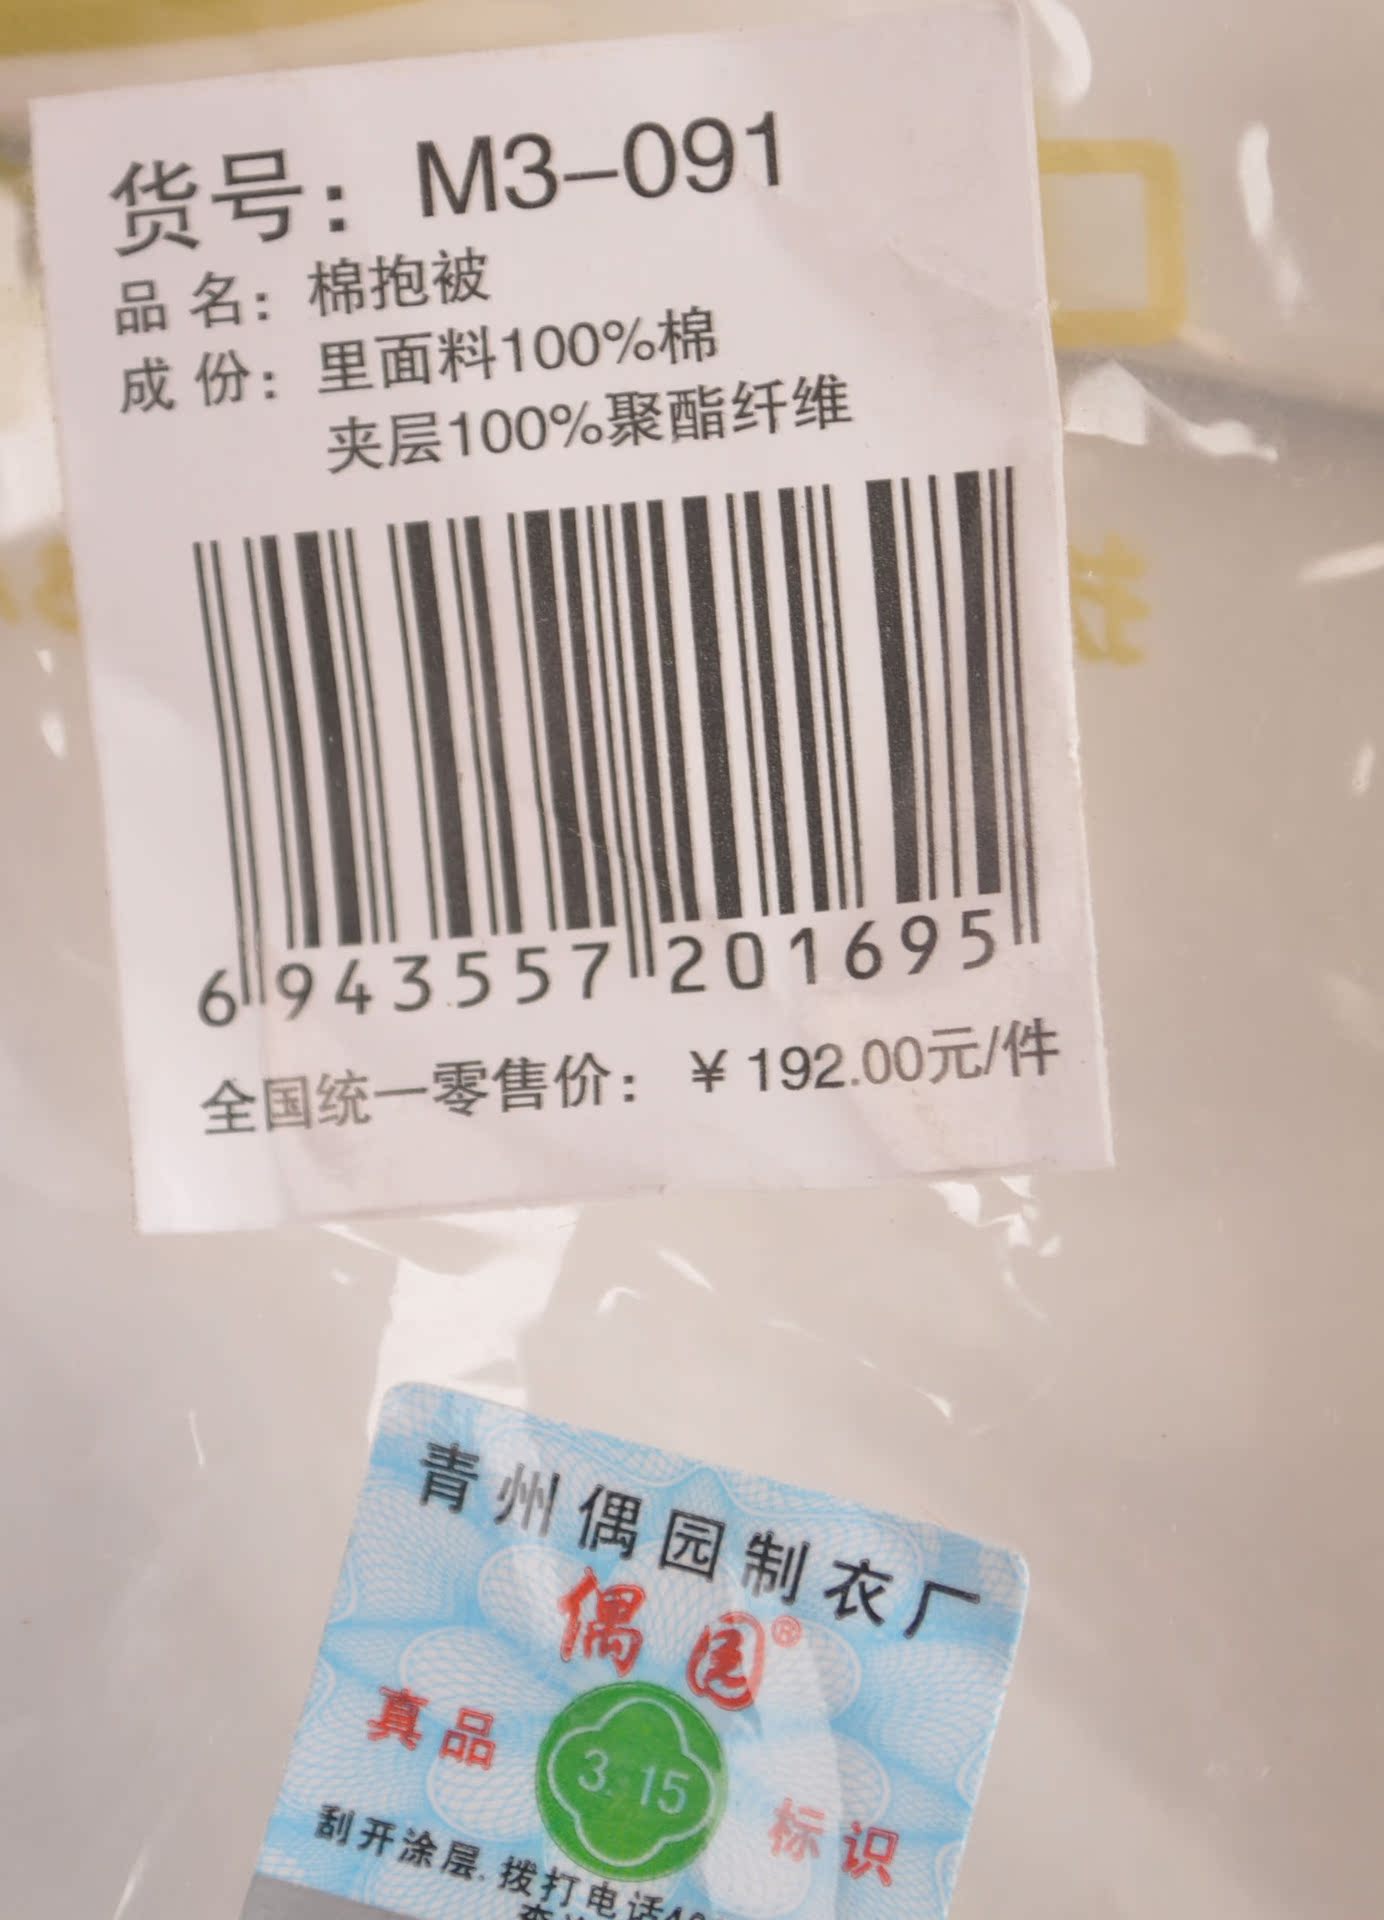 货号：M3-091
品 名：棉抱被
成 份：里面料100%棉
夹层100%聚酯纤维
6 943557 201695
全国统一零售价：￥192.00元/件
青州偶园制衣厂
偶园®
真品 3.15 标识
刮开涂层.拨打电话